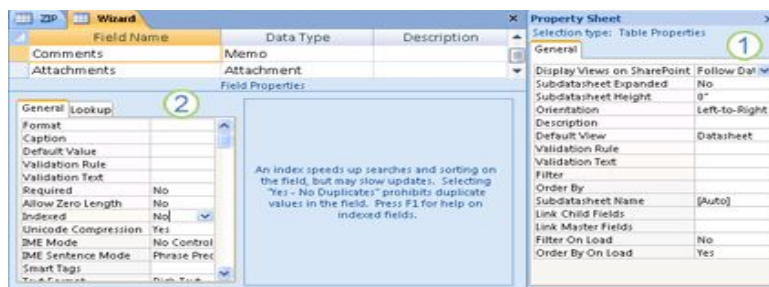 ZIP Wizard
Field Name Data Type Description
Comments Memo
Attachments Attachment
Field Properties
General Lookup
2
Format
Caption
Default Value
Validation Rule
Validation Text
Required No
Allow Zero Length No
Indexed No
Unicode Compression Yes
IME Mode No Control
IME Sentence Mode Phrase Pred
Smart Tags
Text Format Rich Text
An index speeds up searches and sorting on
the field, but may slow updates. Selecting
"Yes - No Duplicates" prohibits duplicate
values in the field. Press F1 for help on
indexed fields.
Property Sheet
Selection type: Table Properties
General
1
Display Views on SharePoint Follow Dat
Subdatasheet Expanded No
Subdatasheet Height 0"
Orientation Left-to-Right
Description
Default View Datasheet
Validation Rule
Validation Text
Filter
Order By
Subdatasheet Name [Auto]
Link Child Fields
Link Master Fields
Filter On Load No
Order By On Load Yes